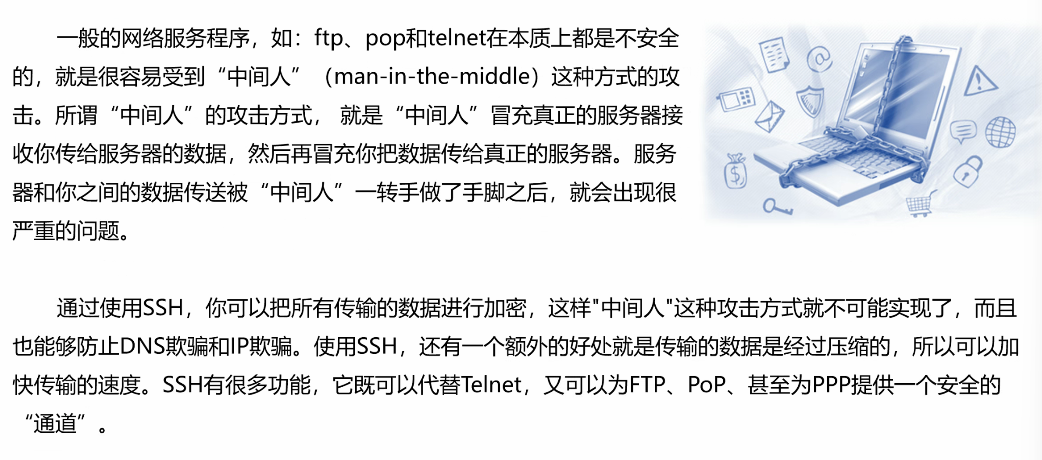 一般的网络服务程序，如：ftp、pop和telnet在本质上都是不安全
的，就是很容易受到“中间人”（man-in-the-middle）这种方式的攻
击。所谓“中间人”的攻击方式， 就是“中间人”冒充真正的服务器接
收你传给服务器的数据，然后再冒充你把数据传给真正的服务器。服务
器和你之间的数据传送被“中间人”一转手做了手脚之后，就会出现很
严重的问题。
通过使用SSH，你可以把所有传输的数据进行加密，这样"中间人"这种攻击方式就不可能实现了，而且
也能够防止DNS欺骗和IP欺骗。使用SSH，还有一个额外的好处就是传输的数据是经过压缩的，所以可以加
快传输的速度。SSH有很多功能，它既可以代替Telnet，又可以为FTP、PoP、甚至为PPP提供一个安全的
“通道”。